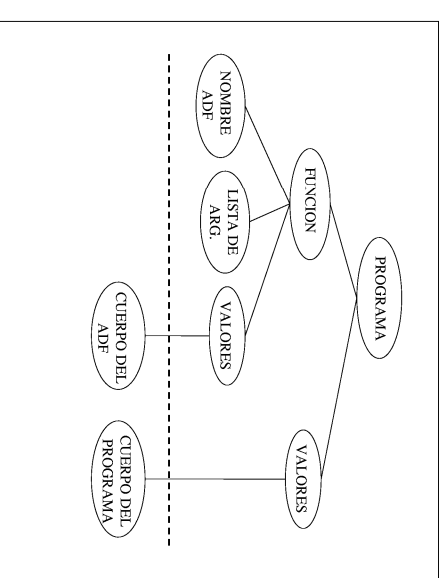 PROGRAMA
FUNCION
VALORES
NOMBRE
ADF
LISTA DE
ARG.
VALORES
CUERPO DEL
ADF
CUERPO DEL
PROGRAMA